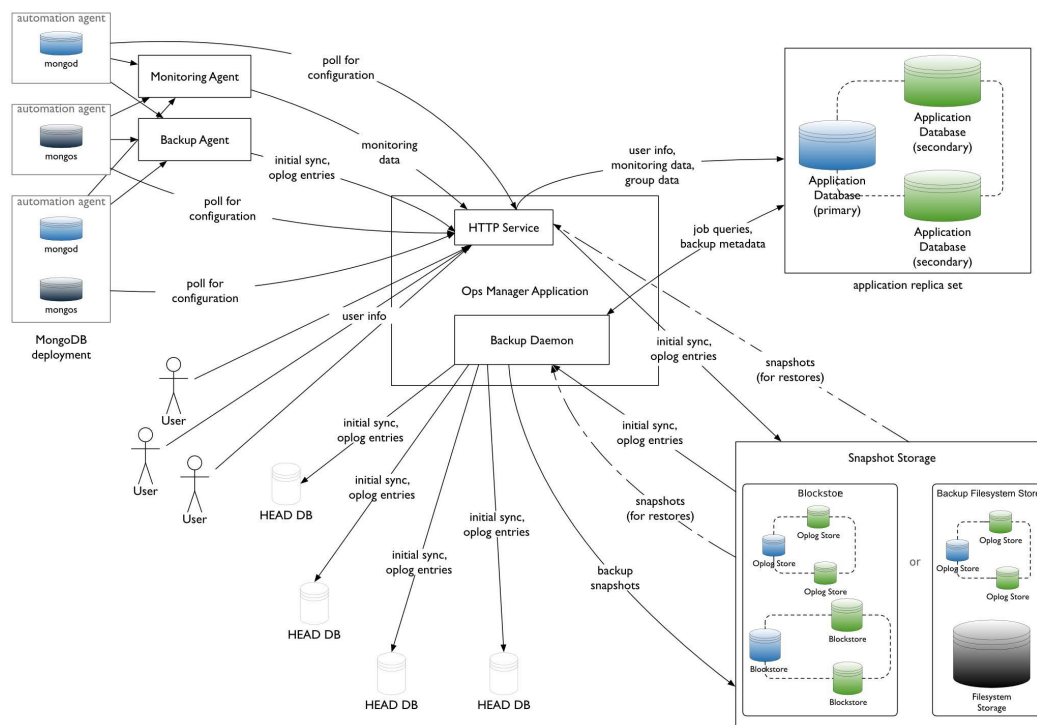 automation agent
mongod
automation agent
mongos
automation agent
mongod
mongos
MongoDB
deployment
Monitoring Agent
Backup Agent
poll for
configuration
monitoring
data
initial sync,
oplog entries
poll for
configuration
poll for
configuration
user info
User
User
User
HTTP Service
Ops Manager Application
Backup Daemon
user info,
monitoring data,
group data
job queries,
backup metadata
Application
Database
(secondary)
Application
Database
(primary)
Application
Database
(secondary)
application replica set
initial sync,
oplog entries
snapshots
(for restores)
initial sync,
oplog entries
HEAD DB
initial sync,
oplog entries
HEAD DB
initial sync,
oplog entries
HEAD DB
initial sync,
oplog entries
HEAD DB
initial sync,
oplog entries
snapshots
(for restores)
backup
snapshots
Snapshot Storage
Blockstoe
Oplog Store
Oplog Store
Oplog Store
Blockstore
Blockstore
Blockstore
or
Backup Filesystem Store
Oplog Store
Oplog Store
Oplog Store
Filesystem
Storage